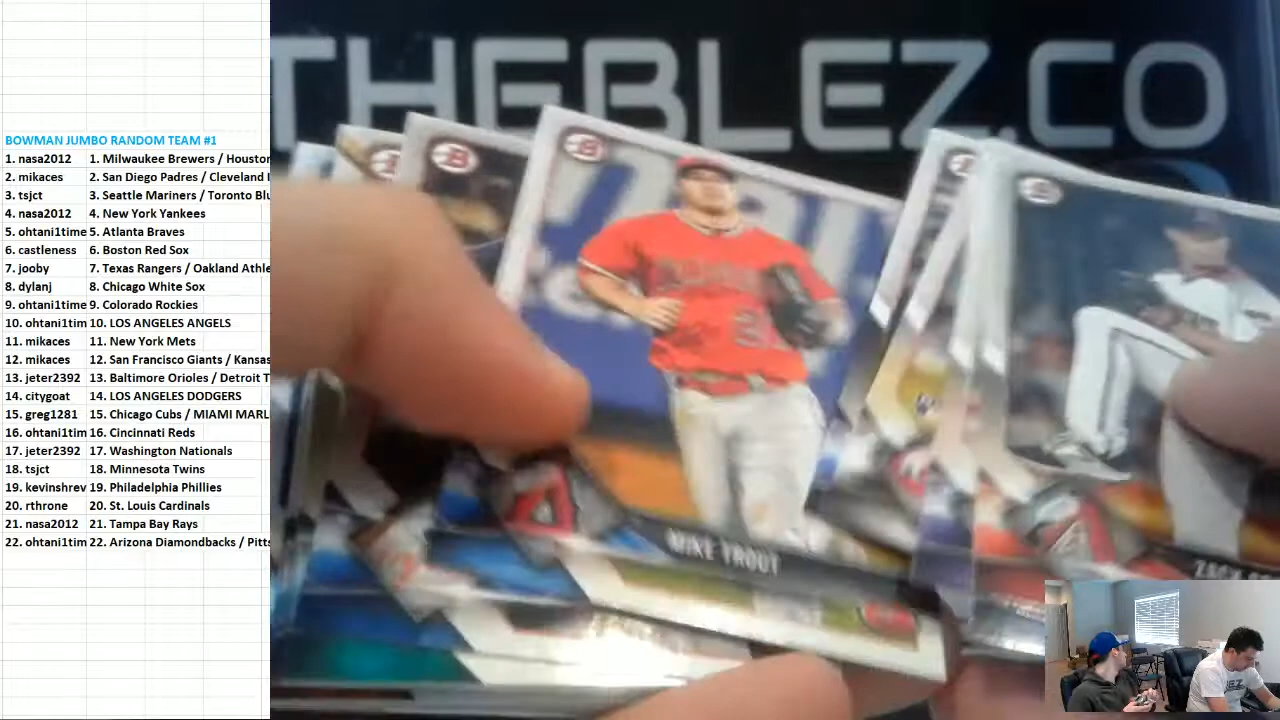 THEBLEZ.CO
BOWMAN JUMBO RANDOM TEAM #1
1. nasa2012 1. Milwaukee Brewers / Houston
2. mikaces 2. San Diego Padres / Cleveland I
3. tsjct 3. Seattle Mariners / Toronto Blu
4. nasa2012 4. New York Yankees
5. ohtani1time 5. Atlanta Braves
6. castleness 6. Boston Red Sox
7. jooby 7. Texas Rangers / Oakland Athle
8. dylanj 8. Chicago White Sox
9. ohtani1time 9. Colorado Rockies
10. ohtani1tim 10. LOS ANGELES ANGELS
11. mikaces 11. New York Mets
12. mikaces 12. San Francisco Giants / Kansas
13. jeter2392 13. Baltimore Orioles / Detroit T
14. citygoat 14. LOS ANGELES DODGERS
15. greg1281 15. Chicago Cubs / MIAMI MARL
16. ohtani1tim 16. Cincinnati Reds
17. jeter2392 17. Washington Nationals
18. tsjct 18. Minnesota Twins
19. kevinshrev 19. Philadelphia Phillies
20. rthrone 20. St. Louis Cardinals
21. nasa2012 21. Tampa Bay Rays
22. ohtani1tim 22. Arizona Diamondbacks / Pitts
MIKE TROUT